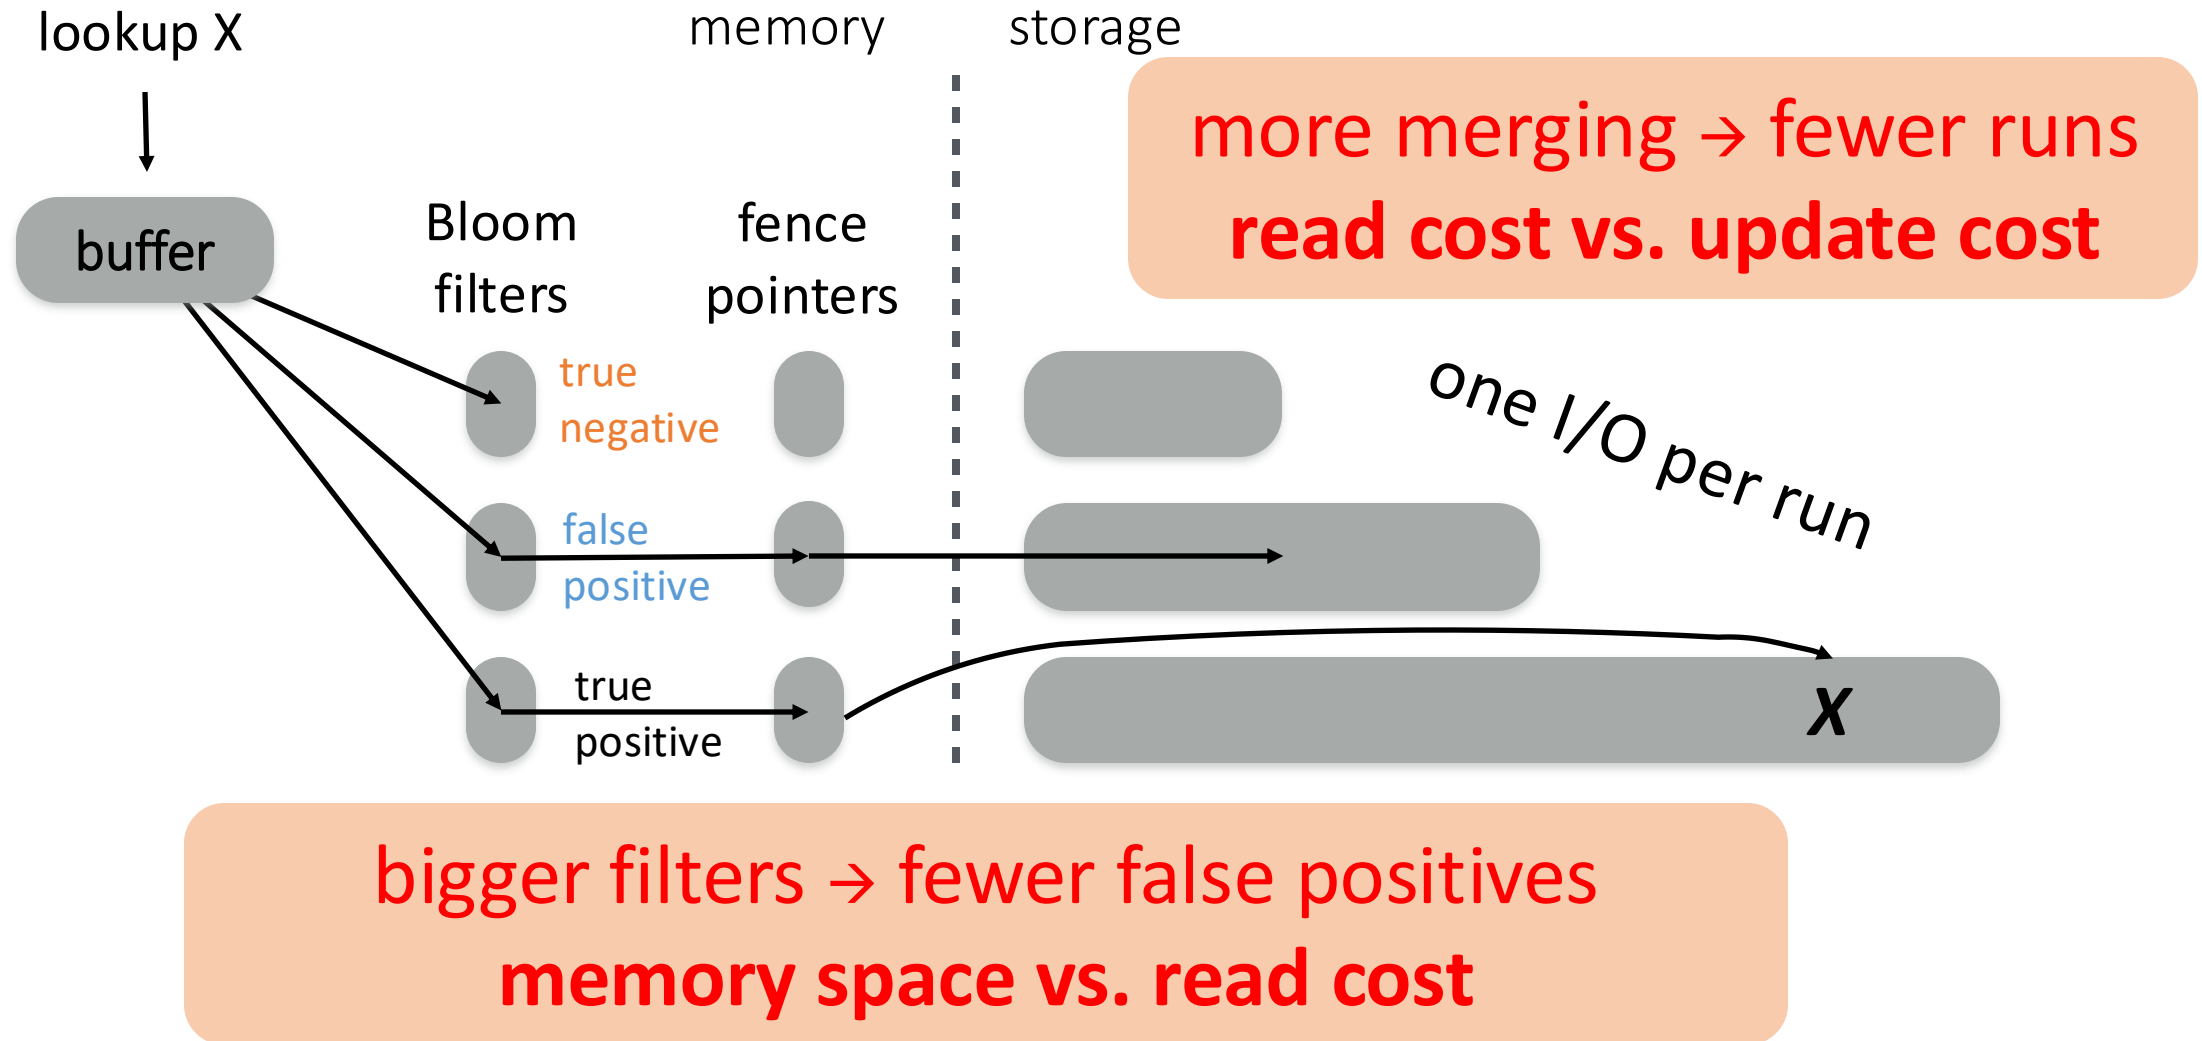 lookup X
memory
storage
more merging → fewer runs
read cost vs. update cost
buffer
Bloom
filters
fence
pointers
true
negative
one I/O per run
false
positive
true
positive
X
bigger filters → fewer false positives
memory space vs. read cost